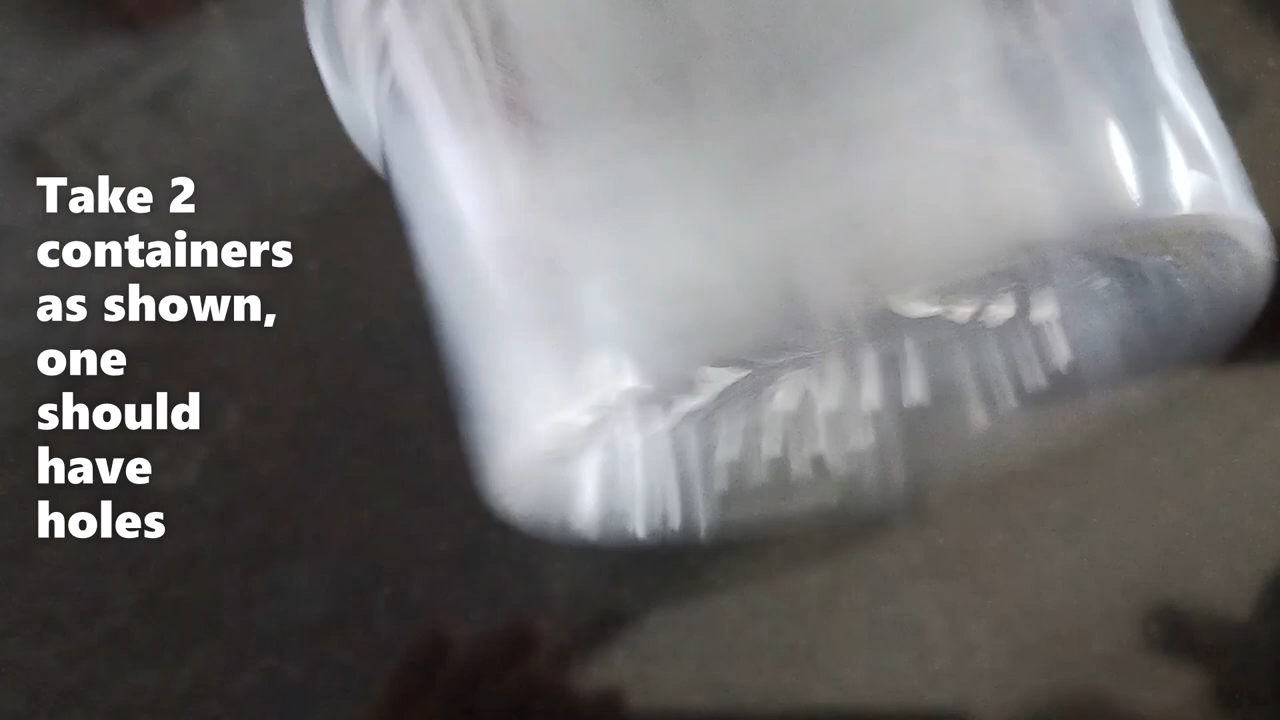 Take 2
containers
as shown,
one
should
have
holes